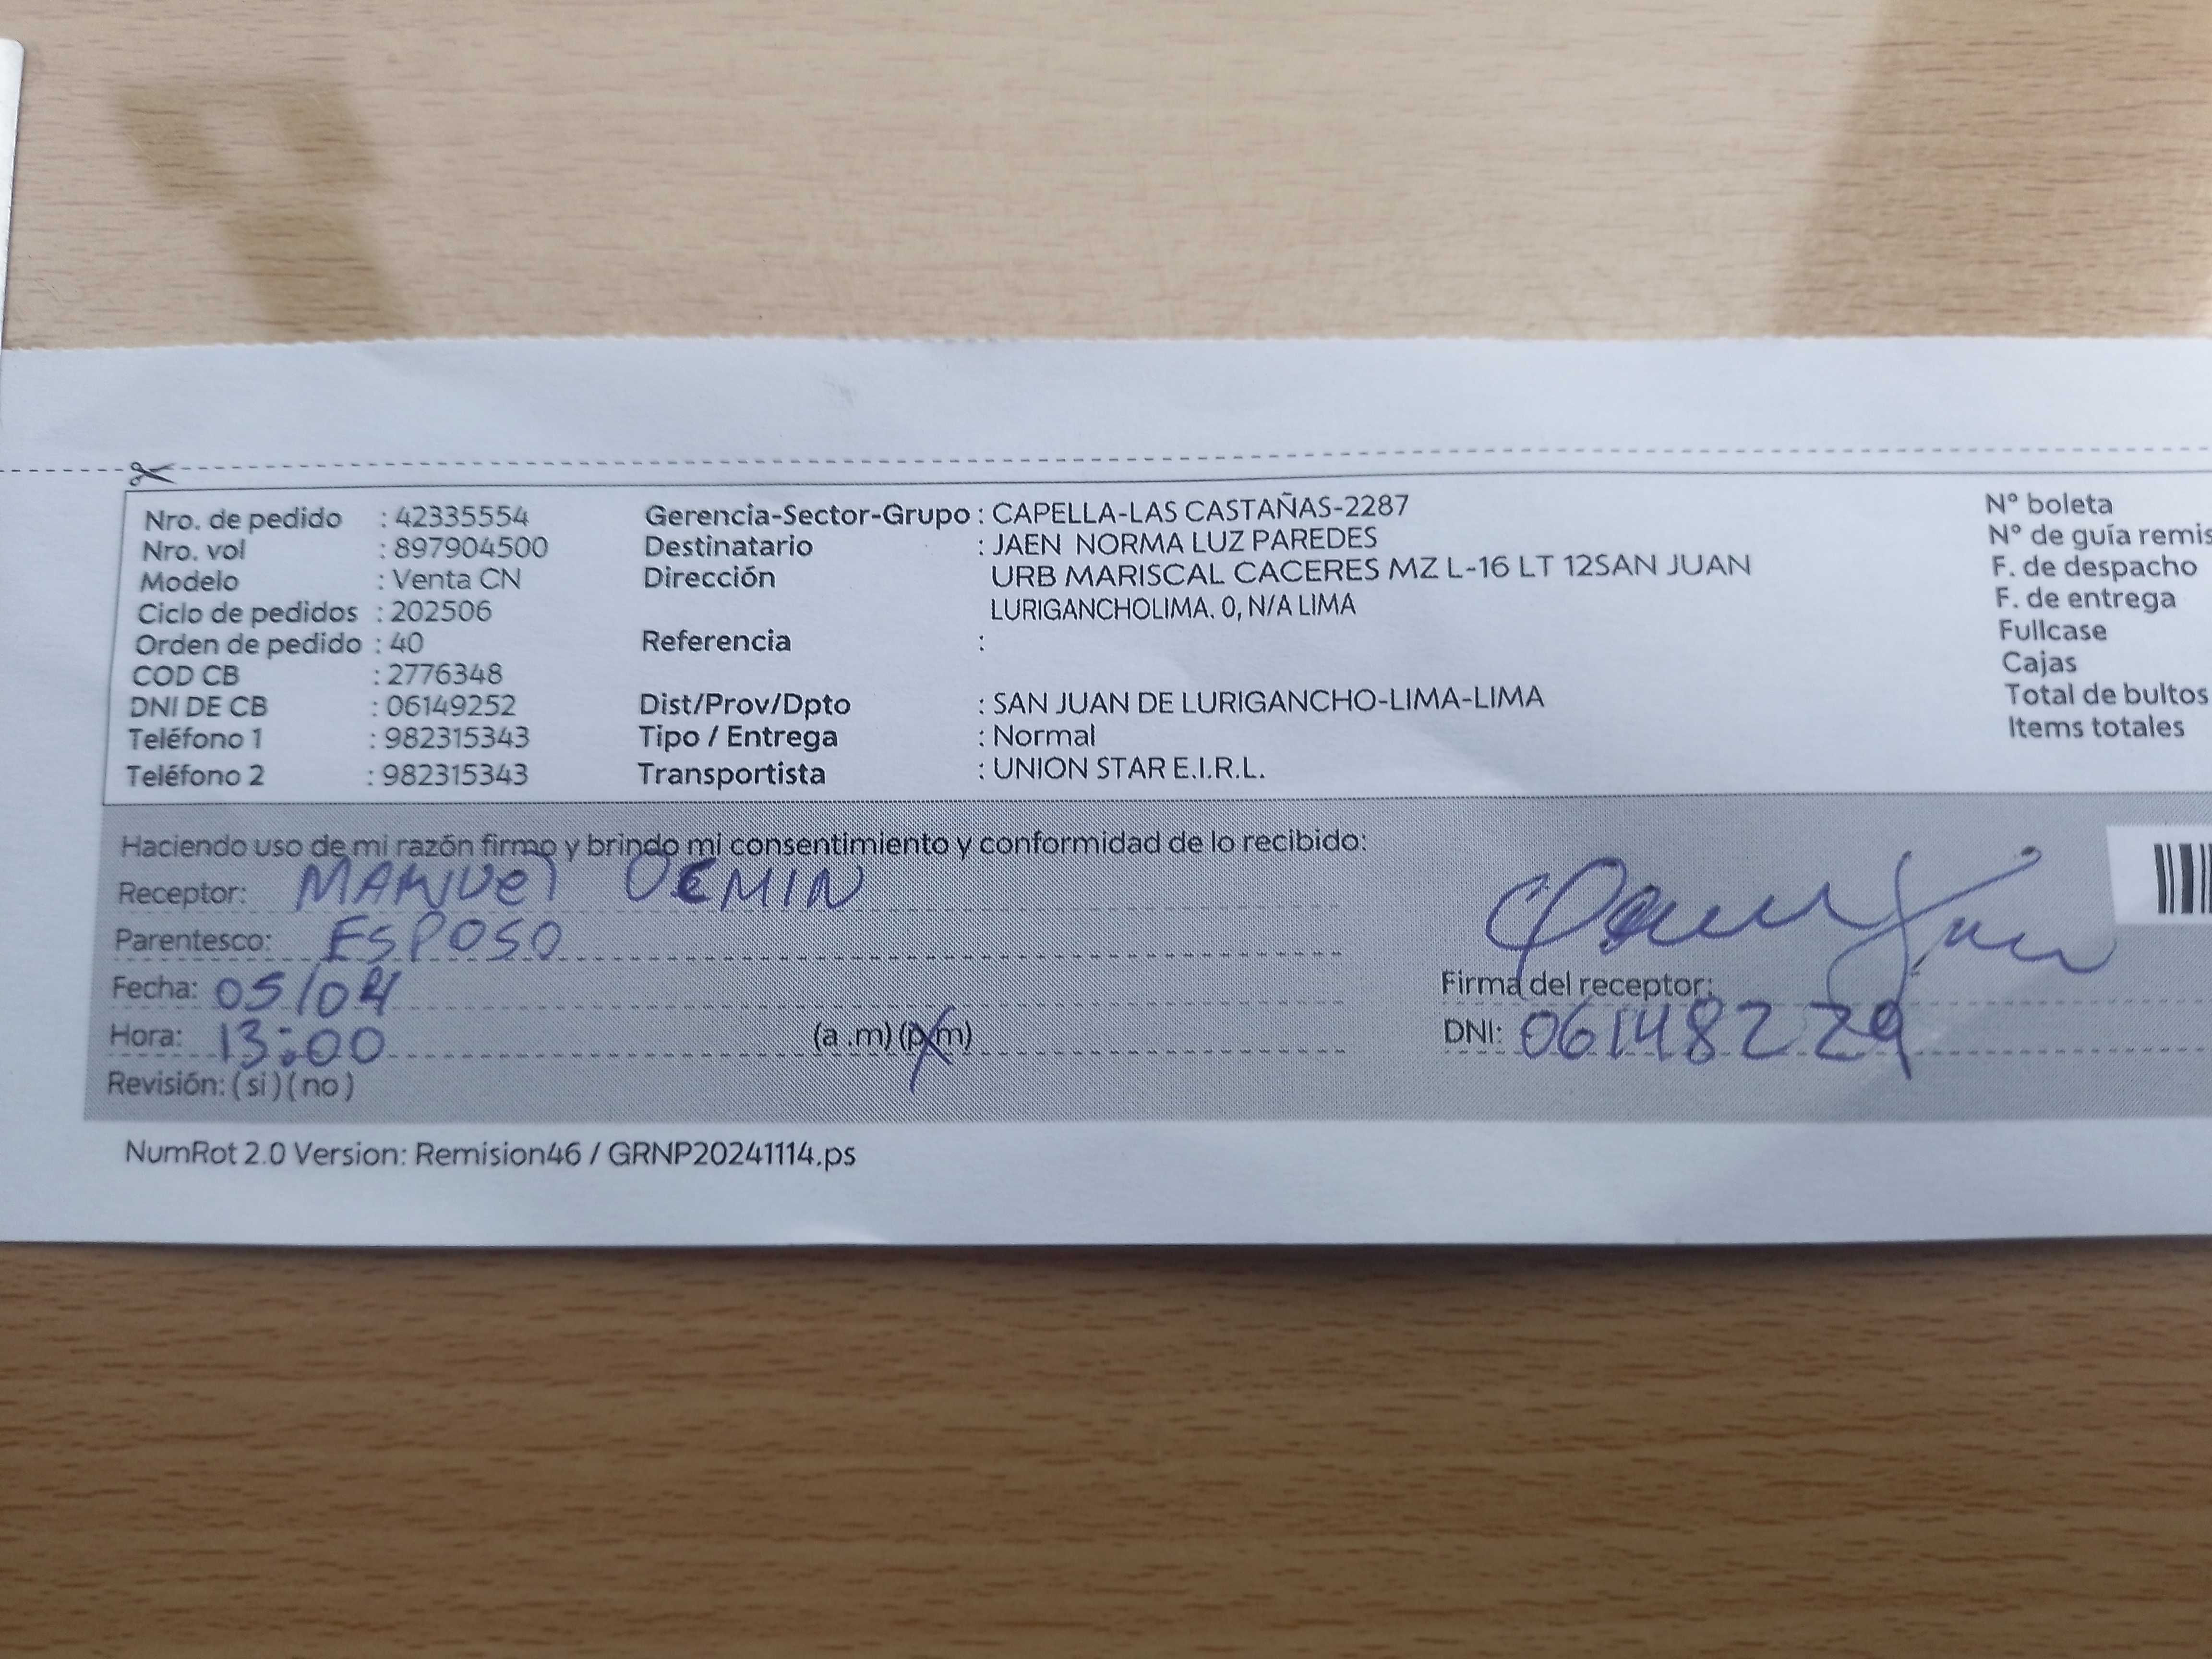 Nro. de pedido : 42335554
Nro. vol : 897904500
Modelo : Venta CN
Ciclo de pedidos : 202506
Orden de pedido : 40
COD CB : 2776348
DNI DE CB : 06149252
Teléfono 1 : 982315343
Teléfono 2 : 982315343
Gerencia-Sector-Grupo : CAPELLA-LAS CASTAÑAS-2287
Destinatario : JAEN NORMA LUZ PAREDES
Dirección URB MARISCAL CACERES MZ L-16 LT 12SAN JUAN
LURIGANCHOLIMA. 0, N/A LIMA
Referencia :
Dist/Prov/Dpto : SAN JUAN DE LURIGANCHO-LIMA-LIMA
Tipo / Entrega : Normal
Transportista : UNION STAR E.I.R.L.
Nº boleta
Nº de guía remis
F. de despacho
F. de entrega
Fullcase
Cajas
Total de bultos
Items totales
Haciendo uso de mi razón firmo y brindo mi consentimiento y conformidad de lo recibido:
Receptor: MANUEL OCMIN
Parentesco: ESPOSO
Fecha: 05/04
Hora: 13:00 (a .m) (p.m)
Revisión: ( si ) ( no )
Firma del receptor:
DNI: 06148229
NumRot 2.0 Version: Remision46 / GRNP20241114.ps